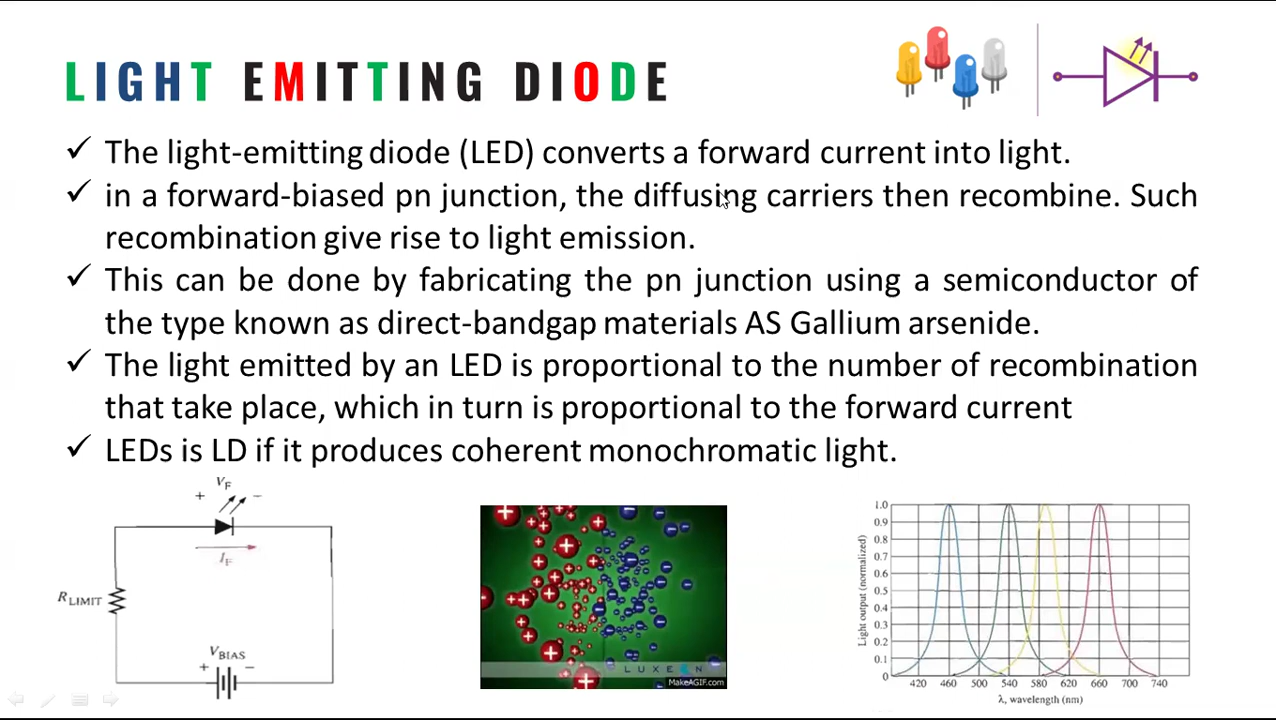 LIGHT EMITTING DIODE
✓ The light-emitting diode (LED) converts a forward current into light.
✓ in a forward-biased pn junction, the diffusing carriers then recombine. Such
recombination give rise to light emission.
✓ This can be done by fabricating the pn junction using a semiconductor of
the type known as direct-bandgap materials AS Gallium arsenide.
✓ The light emitted by an LED is proportional to the number of recombination
that take place, which in turn is proportional to the forward current
✓ LEDs is LD if it produces coherent monochromatic light.
+ VF −
IF
RLIMIT
VBIAS
+ −
LUXEON
MakeAGIF.com
Light output (normalized)
1.0
0.9
0.8
0.7
0.6
0.5
0.4
0.3
0.2
0.1
0
420 460 500 540 580 620 660 700 740
λ, wavelength (nm)